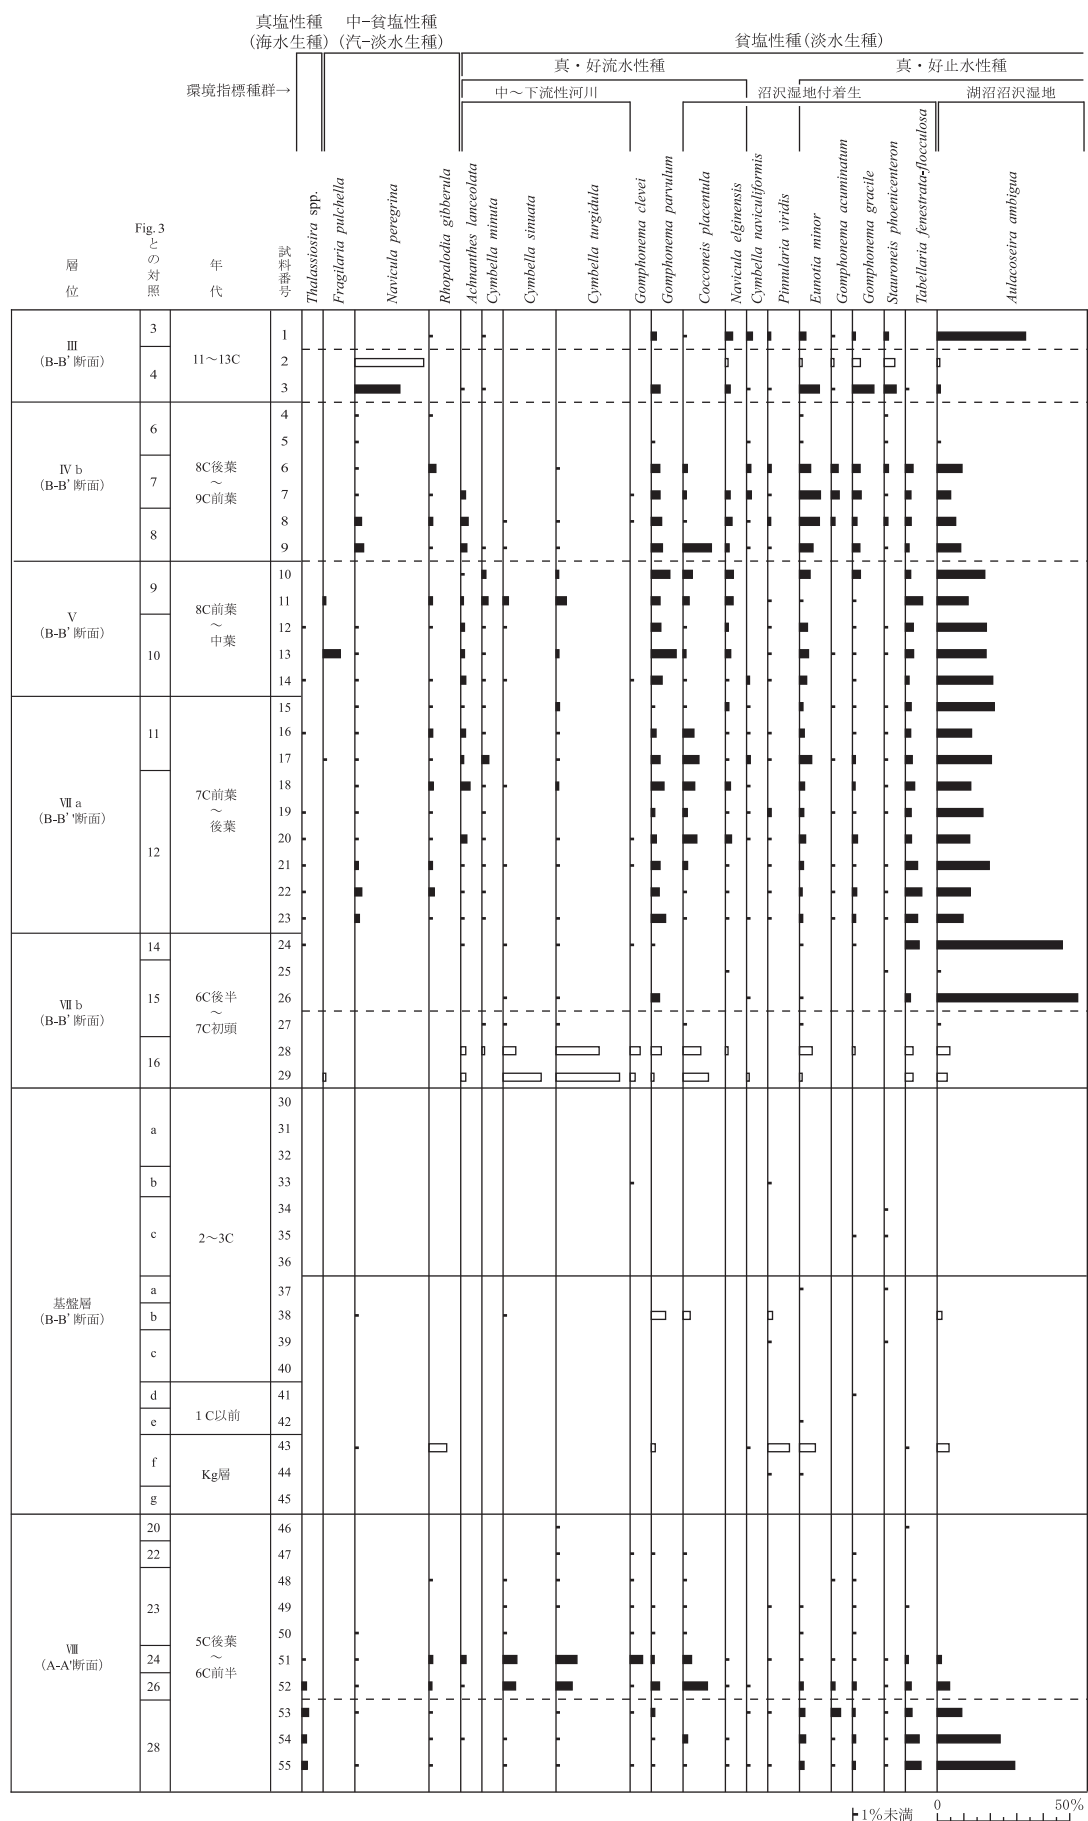 真塩性種 中−貧塩性種
(海水生種) (汽−淡水生種) 貧塩性種(淡水生種)
真・好流水性種 真・好止水性種
環境指標種群→ 中～下流性河川 沼沢湿地付着生 湖沼沼沢湿地
層位
Fig. 3との対照
年代
試料番号
Thalassiosira spp.
Fragilaria pulchella
Navicula peregrina
Rhopalodia gibberula
Achnanthes lanceolata
Cymbella minuta
Cymbella sinuata
Cymbella turgidula
Gomphonema clevei
Gomphonema parvulum
Cocconeis placentula
Navicula elginensis
Cymbella naviculiformis
Pinnularia viridis
Eunotia minor
Gomphonema acuminatum
Gomphonema gracile
Stauroneis phoenicenteron
Tabellaria fenestrata-flocculosa
Aulacoseira ambigua
Ⅲ
(B-B' 断面)
3
4
11～13C
1
2
3
Ⅳ b
(B-B' 断面)
6
7
8
8C後葉
～
9C前葉
4
5
6
7
8
9
Ⅴ
(B-B' 断面)
9
10
8C前葉
～
中葉
10
11
12
13
14
Ⅶ a
(B-B' '断面)
11
12
7C前葉
～
後葉
15
16
17
18
19
20
21
22
23
Ⅶ b
(B-B' 断面)
14
15
16
6C後半
～
7C初頭
24
25
26
27
28
29
基盤層
(B-B' 断面)
a
b
c
a
b
c
d
e
f
g
2～3C
1 C以前
Kg層
30
31
32
33
34
35
36
37
38
39
40
41
42
43
44
45
Ⅷ
(A-A'断面)
20
22
23
24
26
28
5C後葉
～
6C前半
46
47
48
49
50
51
52
53
54
55
1%未満
0 50%